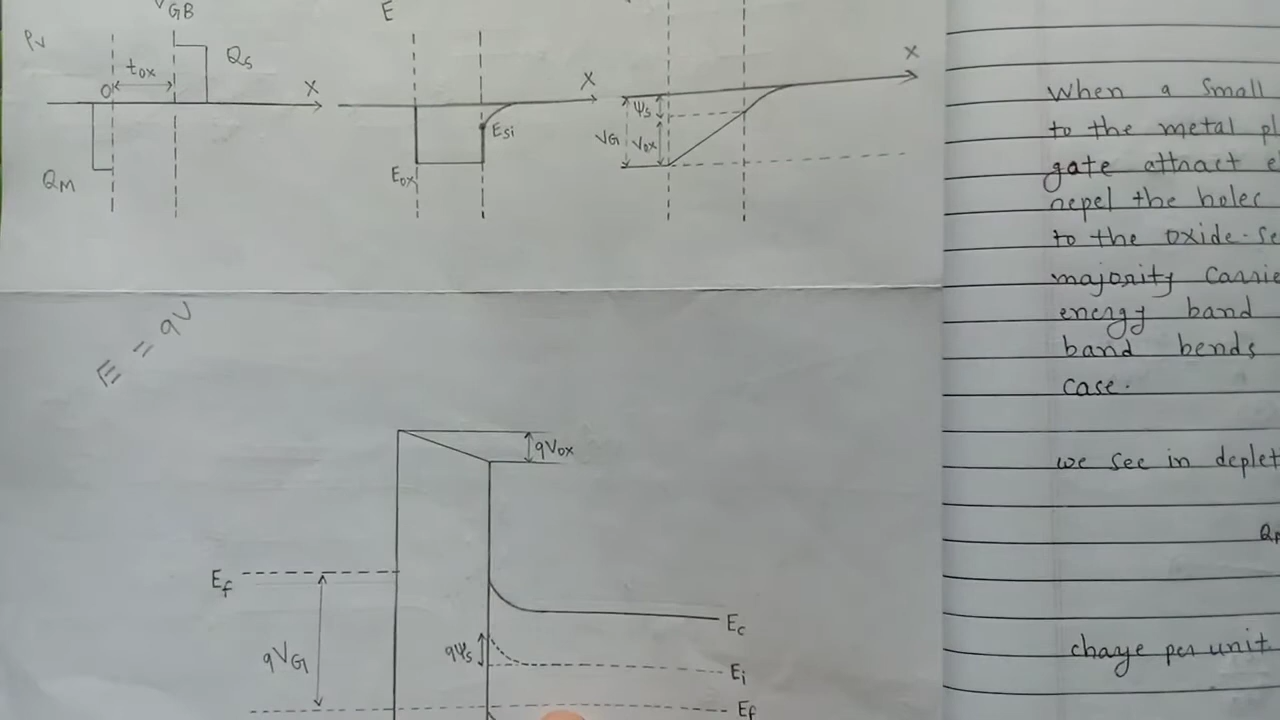 VGB
ρv
tox
Qs
0
X
QM
E
X
Esi
Eox
X
ψs
VG
Vox
E = qV
qVox
Ef
qVG
Ec
qψs
Ei
Ef
When a small
to the metal pl
gate attract e
repel the holes
to the oxide-se
majority carrie
energy band
band bends
case.
we see in deplet
charge per unit